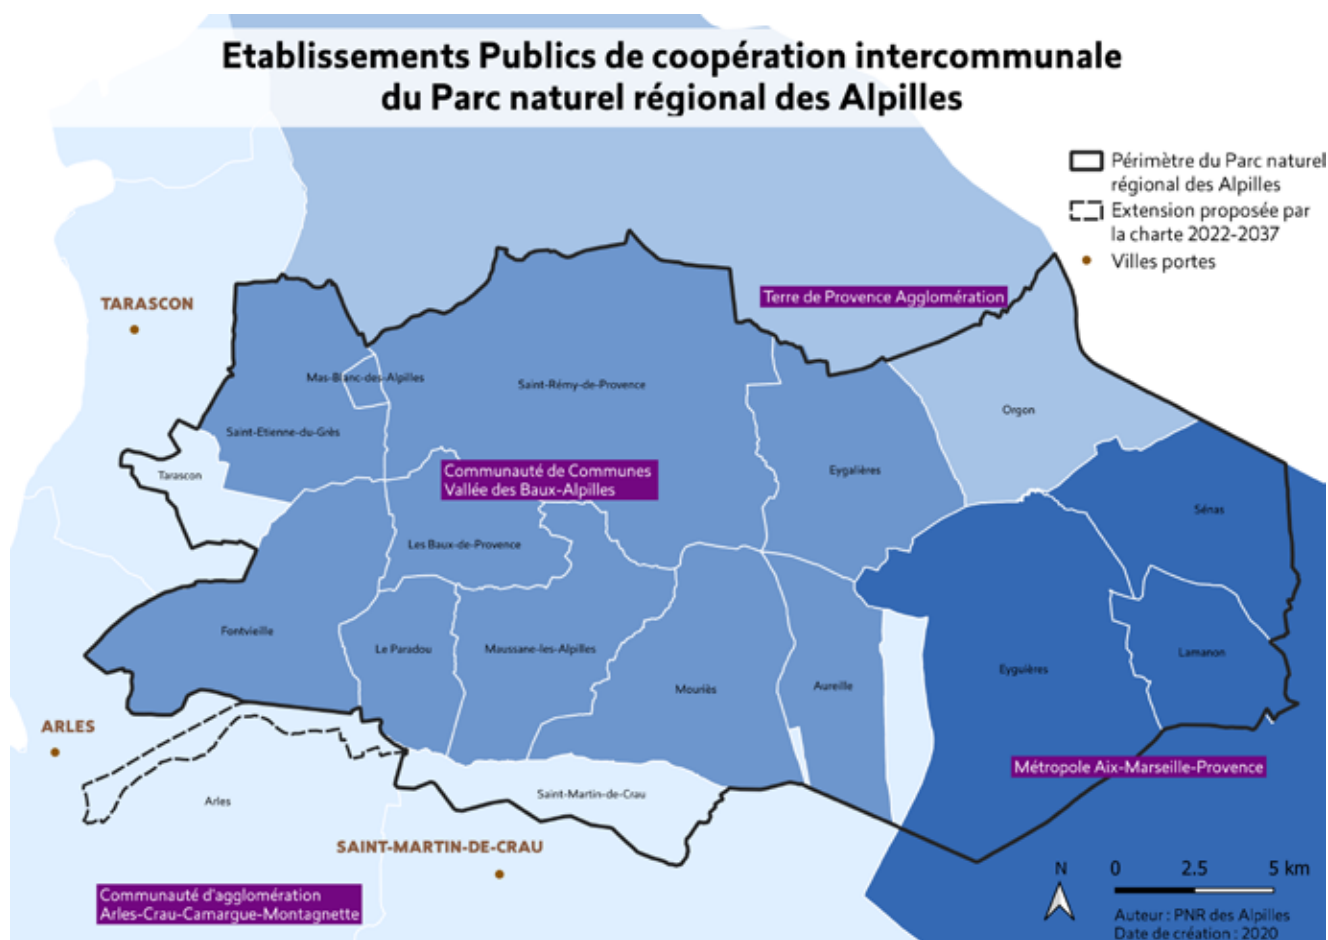 Etablissements Publics de coopération intercommunale
du Parc naturel régional des Alpilles
Périmètre du Parc naturel
régional des Alpilles
Extension proposée par
la charte 2022-2037
Villes portes
TARASCON
Terre de Provence Agglomération
Mas-Blanc-des-Alpilles
Saint-Rémy-de-Provence
Orgon
Saint-Etienne-du-Grès
Tarascon
Communauté de Communes
Vallée des Baux-Alpilles
Eygalières
Sénas
Les Baux-de-Provence
Fontvieille
Le Paradou
Maussane-les-Alpilles
Mouriès
Aureille
Eyguières
Lamanon
ARLES
Métropole Aix-Marseille-Provence
Arles
Saint-Martin-de-Crau
SAINT-MARTIN-DE-CRAU
Communauté d'agglomération
Arles-Crau-Camargue-Montagnette
N
0 2.5 5 km
Auteur : PNR des Alpilles
Date de création : 2020